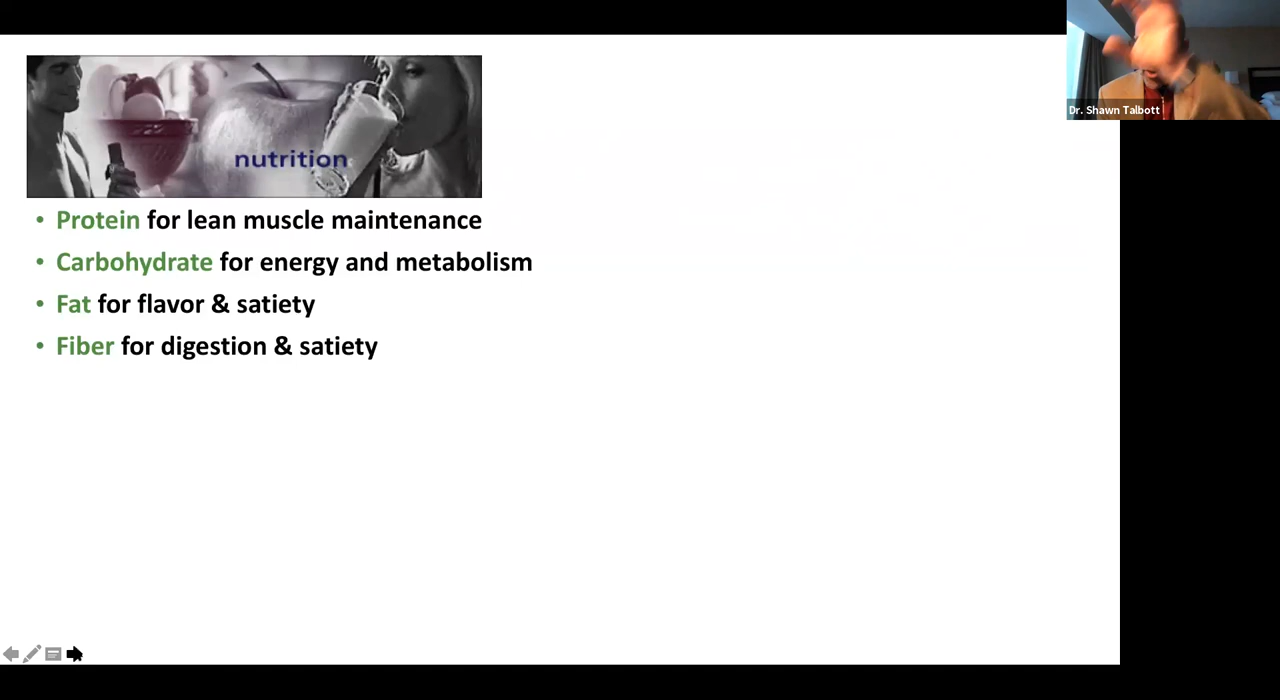 Dr. Shawn Talbott
nutrition
• Protein for lean muscle maintenance
• Carbohydrate for energy and metabolism
• Fat for flavor & satiety
• Fiber for digestion & satiety